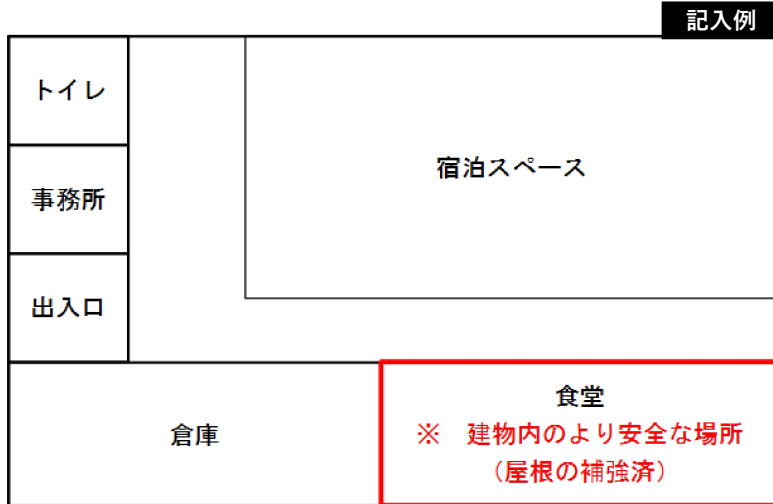 記入例
トイレ
宿泊スペース
事務所
出入口
倉庫
食堂
※　建物内のより安全な場所
（屋根の補強済）